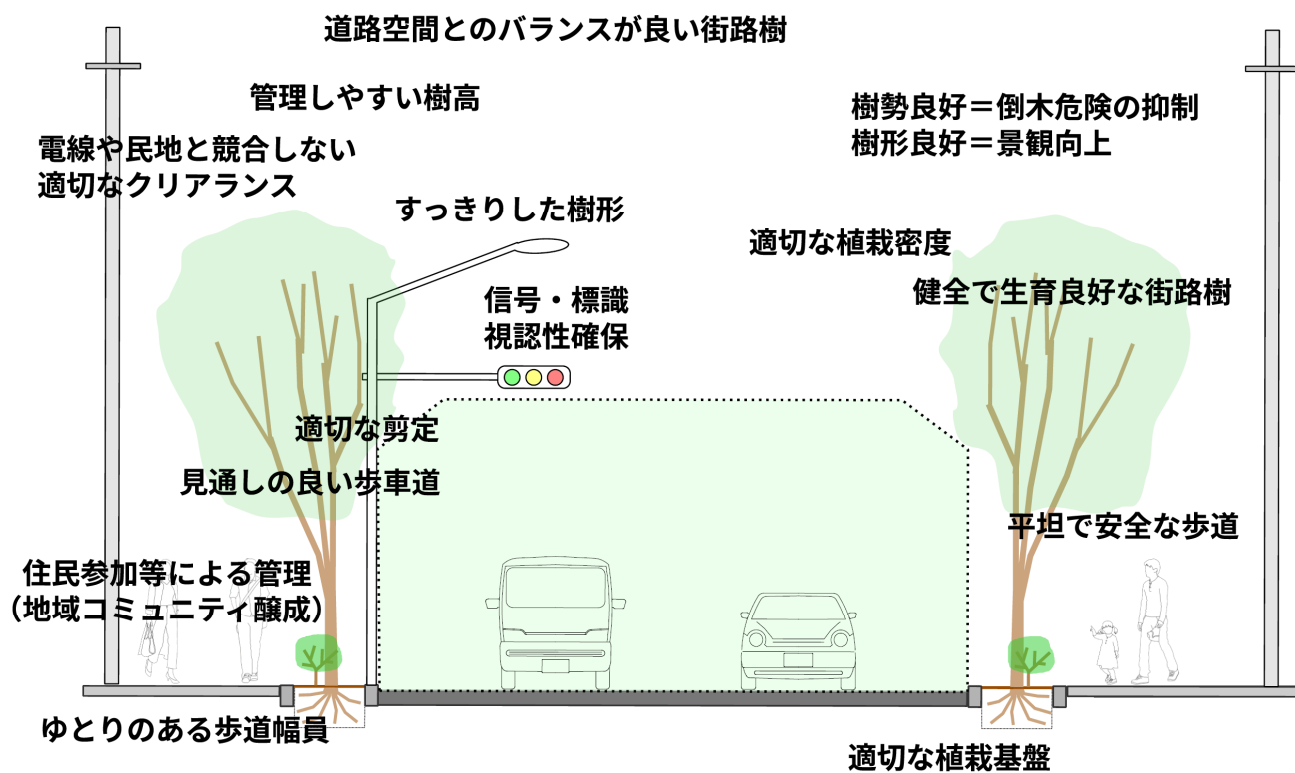 道路空間とのバランスが良い街路樹
管理しやすい樹高
樹勢良好＝倒木危険の抑制
樹形良好＝景観向上
電線や民地と競合しない
適切なクリアランス
すっきりした樹形
適切な植栽密度
健全で生育良好な街路樹
信号・標識
視認性確保
適切な剪定
見通しの良い歩車道
平坦で安全な歩道
住民参加等による管理
（地域コミュニティ醸成）
ゆとりのある歩道幅員
適切な植栽基盤